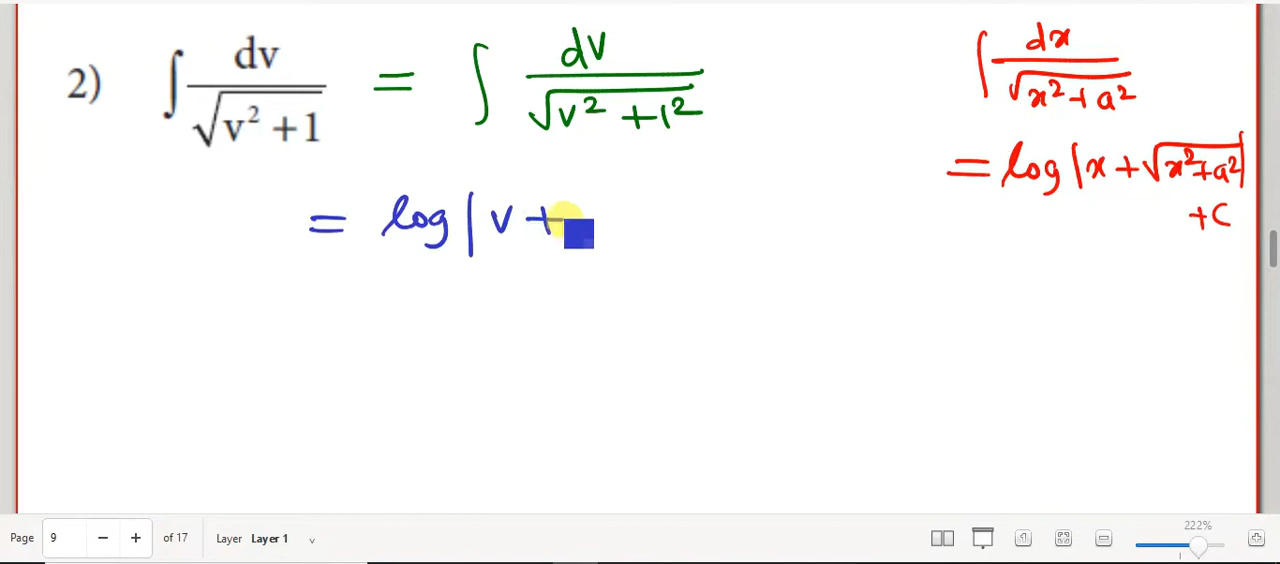 2) ∫ dv/√(v² + 1) = ∫ dv/√(v² + 1²)
= log |v +
∫ dx/√(x² + a²)
= log |x + √(x² + a²)|
+ C
Page 9 − + of 17 Layer Layer 1 222%